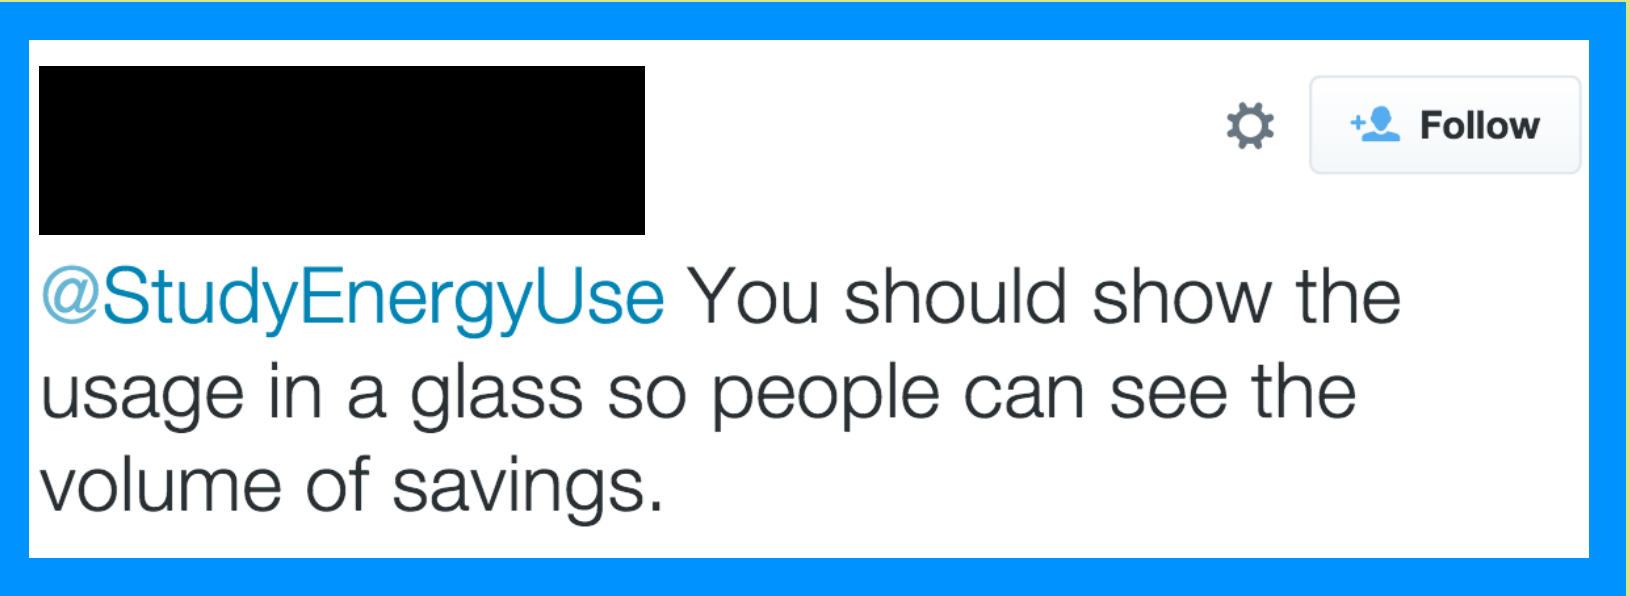 Follow
@StudyEnergyUse You should show the
usage in a glass so people can see the
volume of savings.